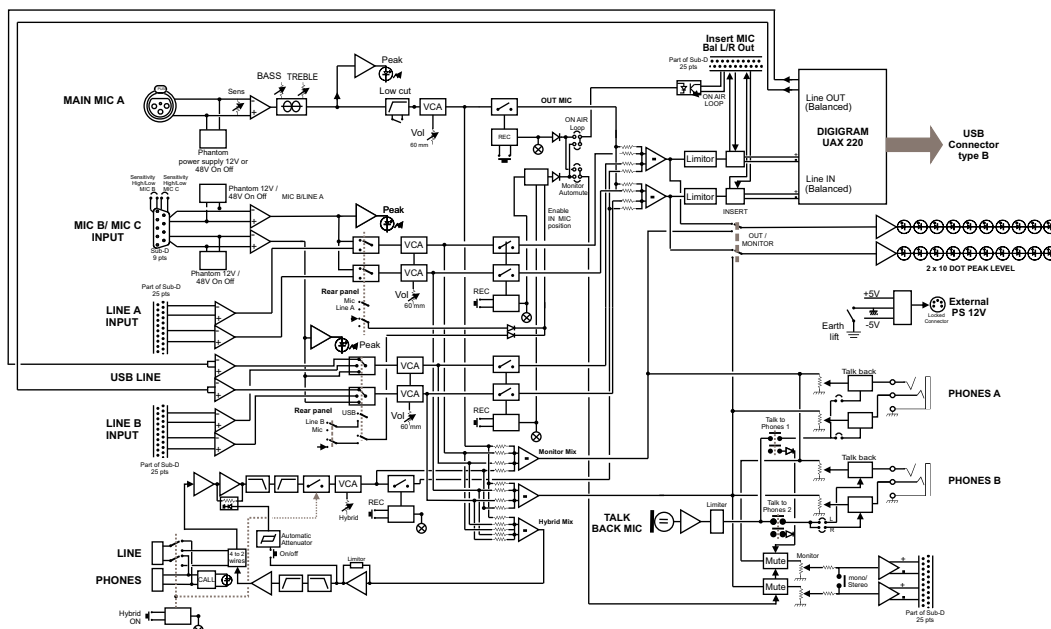 Insert MIC
Bal L/R Out
Part of Sub-D
25 pts
Peak
BASS TREBLE
Sens
Low cut
MAIN MIC A
VCA
OUT MIC
ON AIR
LOOP
Line OUT
(Balanced)
DIGIGRAM
UAX 220
USB
Connector
type B
Vol
60 mm
REC
ON AIR
Loop
Phantom
power supply 12V or
48V On Off
Limitor
Limitor
Line IN
(Balanced)
INSERT
Monitor
Automute
Sensitivity
High/Low
MIC B
Sensitivity
High/Low
MIC C
Phantom 12V /
48V On Off
MIC B/LINE A
Peak
Enable
IN MIC
position
MIC B/ MIC C
INPUT
Sub-D
9 pts
Phantom 12V /
48V On Off
VCA
VCA
OUT /
MONITOR
2 x 10 DOT PEAK LEVEL
Part of Sub-D
25 pts
Rear panel
Mic
Line A
Vol
60 mm
REC
LINE A
INPUT
+5V
-5V
Earth
lift
External
PS 12V
Locked
Connector
Peak
USB LINE
VCA
VCA
Talk back
PHONES A
Rear panel
USB
Line B
Mic
Vol
60 mm
REC
LINE B
INPUT
Talk to
Phones 1
Part of Sub-D
25 pts
Monitor Mix
Talk back
PHONES B
VCA
Hybrid
REC
Talk to
Phones 2
L
R
TALK
BACK MIC
Limiter
Hybrid Mix
Automatic
Attenuator
On/off
LINE
4 to 2
wires
Limitor
PHONES
CALL
Mute
Mute
Monitor
mono/
Stereo
Part of Sub-D
25 pts
Hybrid
ON